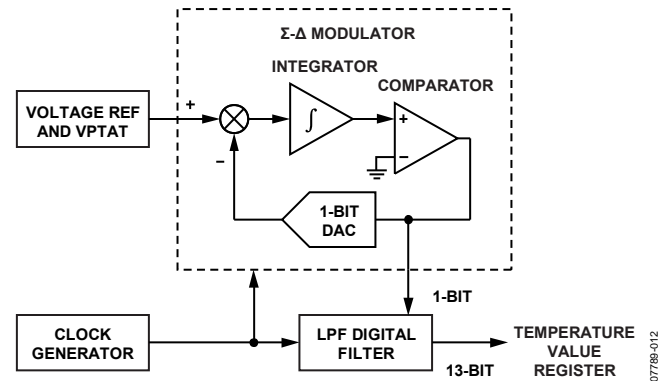 Σ-Δ MODULATOR
INTEGRATOR
COMPARATOR
VOLTAGE REF
AND VPTAT
+
−
∫
+
−
1-BIT
DAC
1-BIT
CLOCK
GENERATOR
LPF DIGITAL
FILTER
13-BIT
TEMPERATURE
VALUE
REGISTER
07789-012